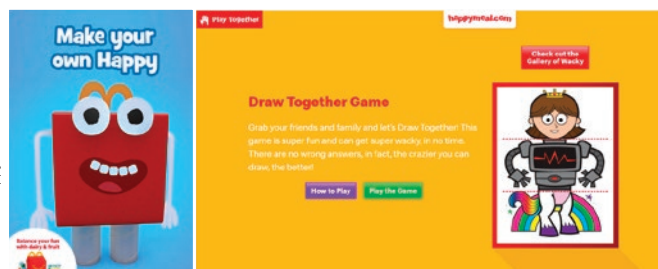 Make your
own Happy
Balance your fun
with dairy & fruit
Play Together
happymeal.com
Check out the
Gallery of Wacky
Draw Together Game
Grab your friends and family and let's Draw Together! This
game is super fun and can get super wacky, in no time.
There are no wrong answers, in fact, the crazier you can
draw, the better!
How to Play
Play the Game